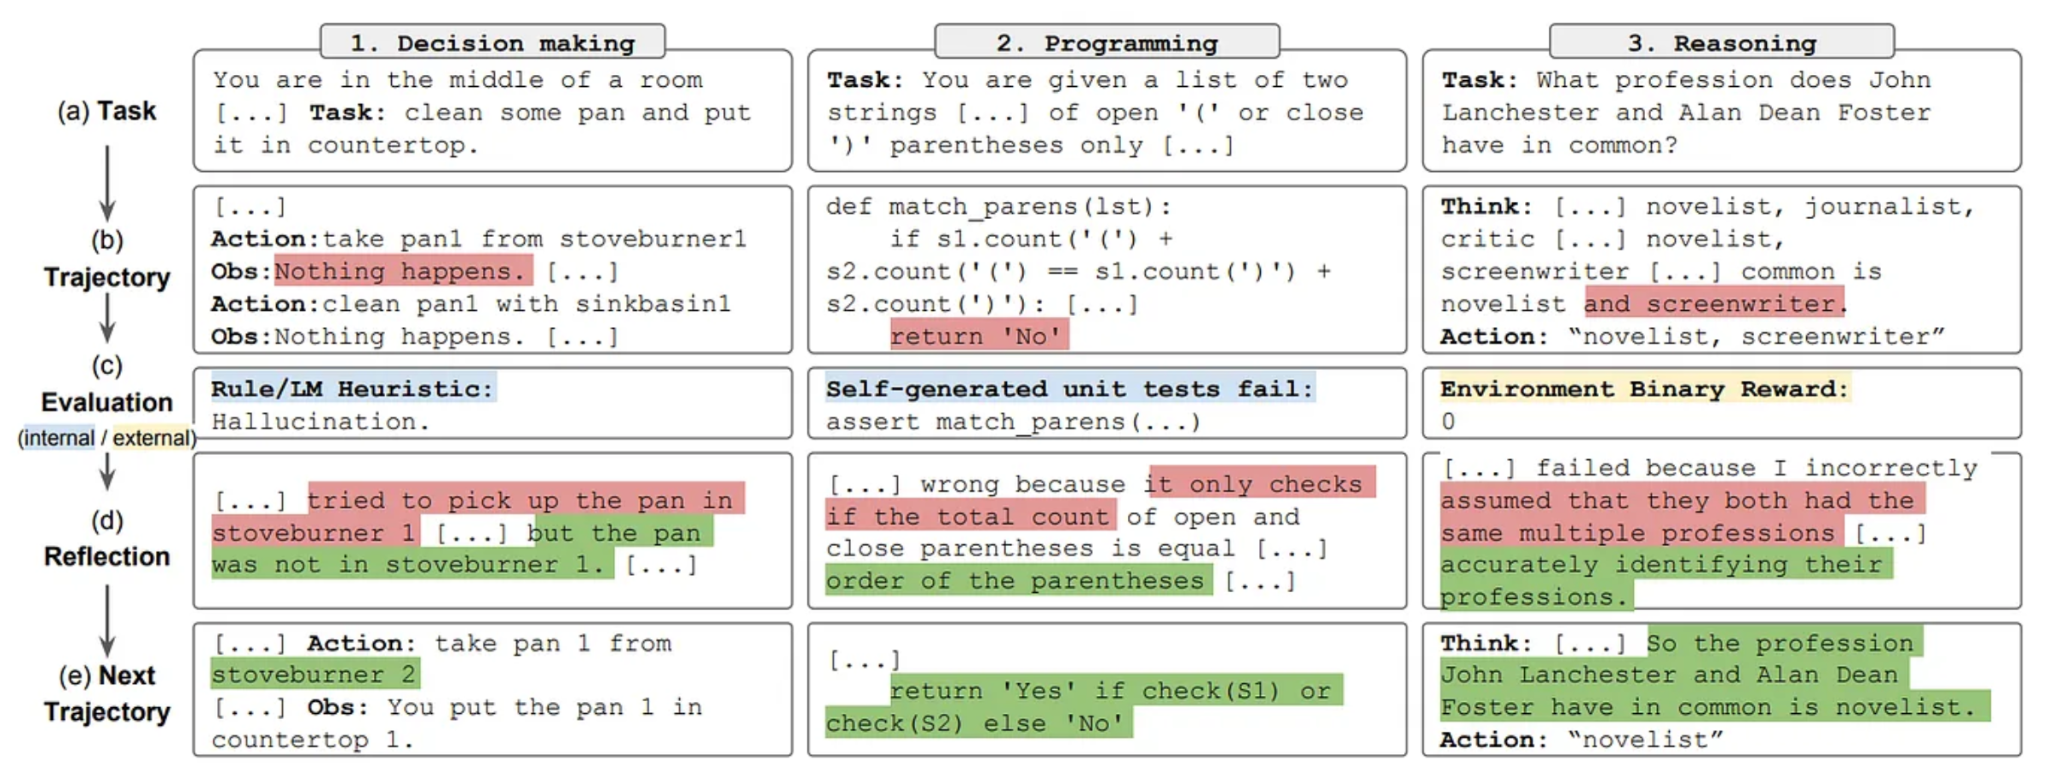 1. Decision making
2. Programming
3. Reasoning
(a) Task
You are in the middle of a room
[...] Task: clean some pan and put
it in countertop.
Task: You are given a list of two
strings [...] of open '(' or close
')' parentheses only [...]
Task: What profession does John
Lanchester and Alan Dean Foster
have in common?
(b)
Trajectory
[...]
Action:take pan1 from stoveburner1
Obs:Nothing happens. [...]
Action:clean pan1 with sinkbasin1
Obs:Nothing happens. [...]
def match_parens(lst):
if s1.count('(') +
s2.count('(') == s1.count(')') +
s2.count(')'): [...]
return 'No'
Think: [...] novelist, journalist,
critic [...] novelist,
screenwriter [...] common is
novelist and screenwriter.
Action: “novelist, screenwriter”
(c)
Evaluation
(internal / external)
Rule/LM Heuristic:
Hallucination.
Self-generated unit tests fail:
assert match_parens(...)
Environment Binary Reward:
0
(d)
Reflection
[...] tried to pick up the pan in
stoveburner 1 [...] but the pan
was not in stoveburner 1. [...]
[...] wrong because it only checks
if the total count of open and
close parentheses is equal [...]
order of the parentheses [...]
[...] failed because I incorrectly
assumed that they both had the
same multiple professions [...]
accurately identifying their
professions.
(e) Next
Trajectory
[...] Action: take pan 1 from
stoveburner 2
[...] Obs: You put the pan 1 in
countertop 1.
[...]
return 'Yes' if check(S1) or
check(S2) else 'No'
Think: [...] So the profession
John Lanchester and Alan Dean
Foster have in common is novelist.
Action: “novelist”